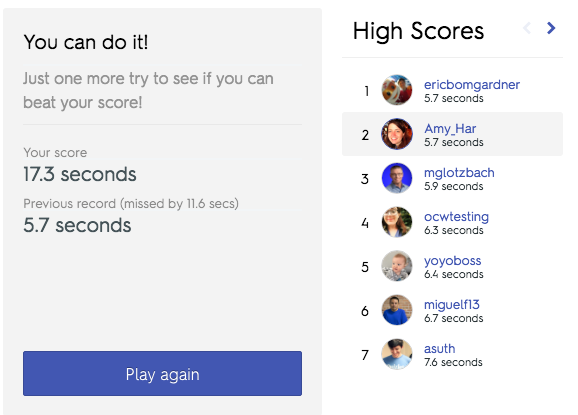 You can do it!
Just one more try to see if you can
beat your score!
Your score
17.3 seconds
Previous record (missed by 11.6 secs)
5.7 seconds
Play again
High Scores
1
ericbomgardner
5.7 seconds
2
Amy_Har
5.7 seconds
3
mglotzbach
5.9 seconds
4
ocwtesting
6.3 seconds
5
yoyoboss
6.4 seconds
6
miguelf13
6.7 seconds
7
asuth
7.6 seconds